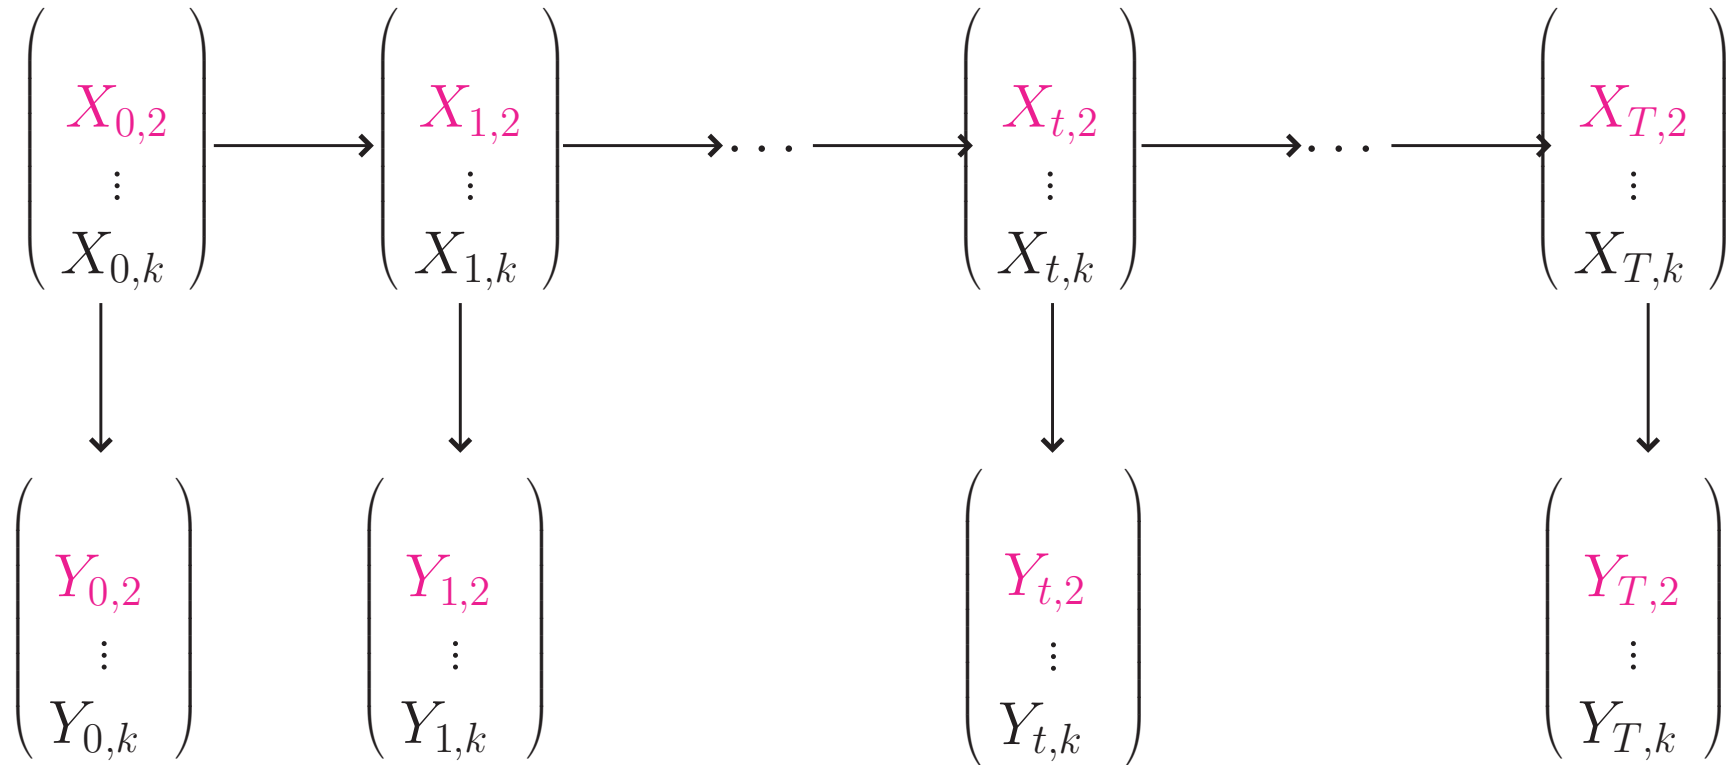 X_{0,2} X_{1,2} ··· X_{t,2} ··· X_{T,2}
⋮ ⋮ ⋮ ⋮
X_{0,k} X_{1,k} X_{t,k} X_{T,k}
Y_{0,2} Y_{1,2} Y_{t,2} Y_{T,2}
⋮ ⋮ ⋮ ⋮
Y_{0,k} Y_{1,k} Y_{t,k} Y_{T,k}